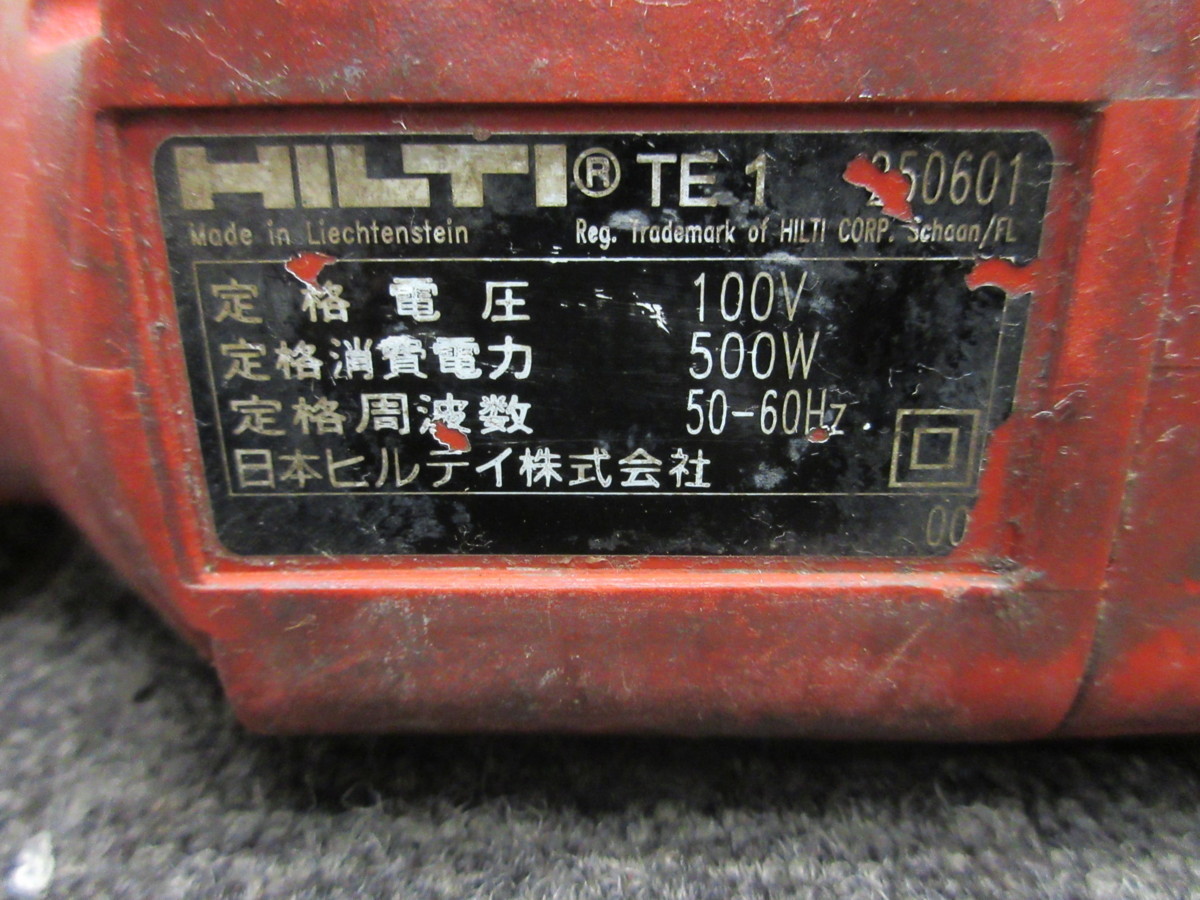 HILTI® TE 1
Made in Liechtenstein Reg. Trademark of HILTI CORP. Schaan/FL
定格電圧 100V
定格消費電力 500W
定格周波数 50-60Hz
日本ヒルティ株式会社
00